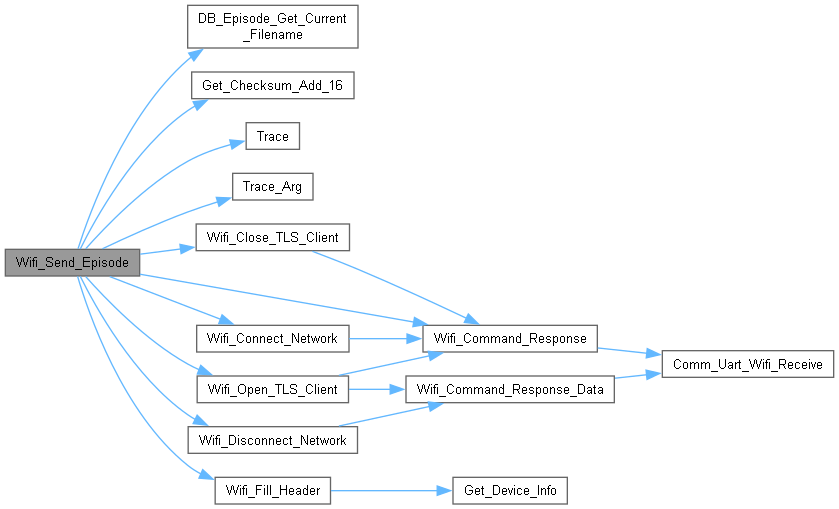 DB_Episode_Get_Current
_Filename
Get_Checksum_Add_16
Trace
Trace_Arg
Wifi_Close_TLS_Client
Wifi_Send_Episode
Wifi_Connect_Network
Wifi_Command_Response
Comm_Uart_Wifi_Receive
Wifi_Open_TLS_Client
Wifi_Command_Response_Data
Wifi_Disconnect_Network
Wifi_Fill_Header
Get_Device_Info